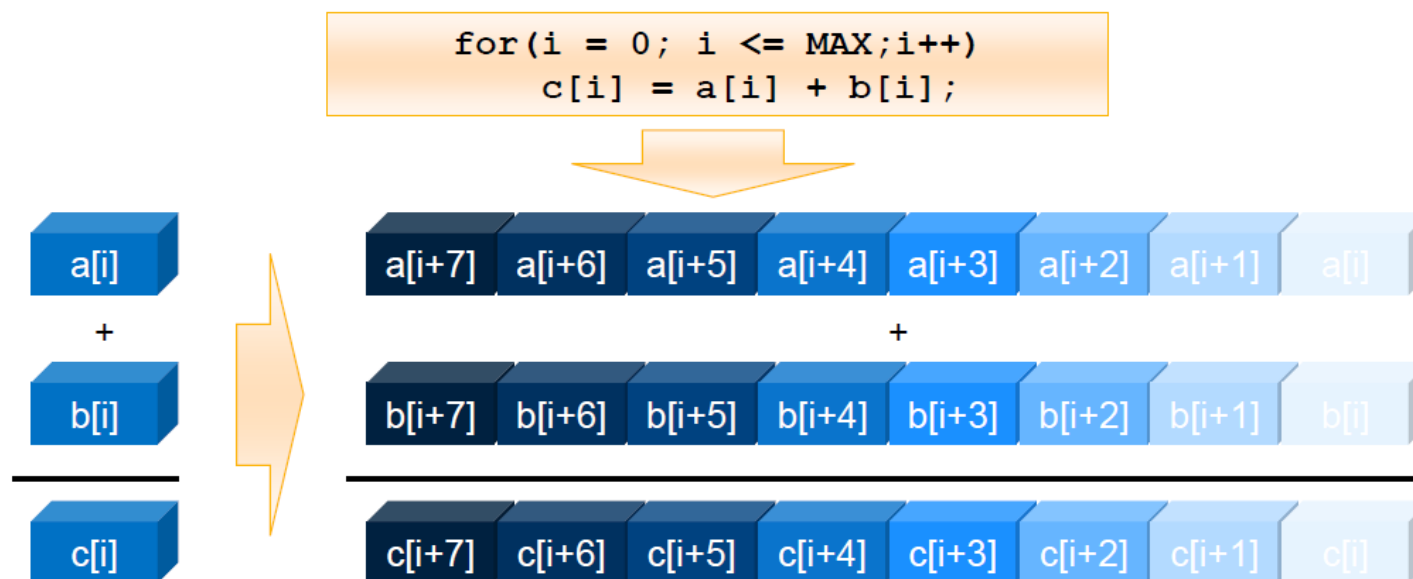 for(i = 0; i <= MAX;i++)
c[i] = a[i] + b[i];
a[i] a[i+7] a[i+6] a[i+5] a[i+4] a[i+3] a[i+2] a[i+1] a[i]
+ +
b[i] b[i+7] b[i+6] b[i+5] b[i+4] b[i+3] b[i+2] b[i+1] b[i]
c[i] c[i+7] c[i+6] c[i+5] c[i+4] c[i+3] c[i+2] c[i+1] c[i]